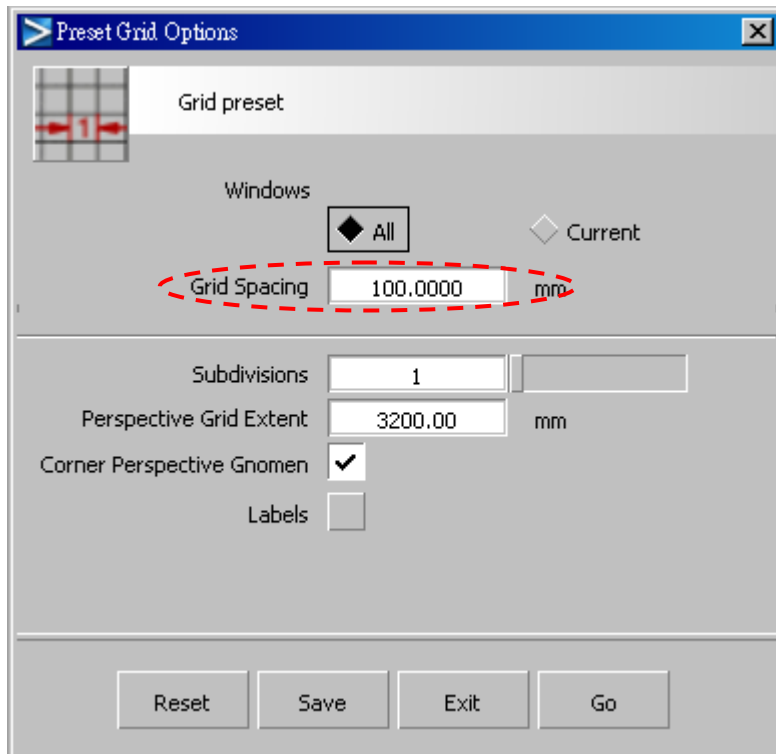 Preset Grid Options
1
Grid preset
Windows
All Current
Grid Spacing 100.0000 mm
Subdivisions 1
Perspective Grid Extent 3200.00 mm
Corner Perspective Gnomen
Labels
Reset Save Exit Go